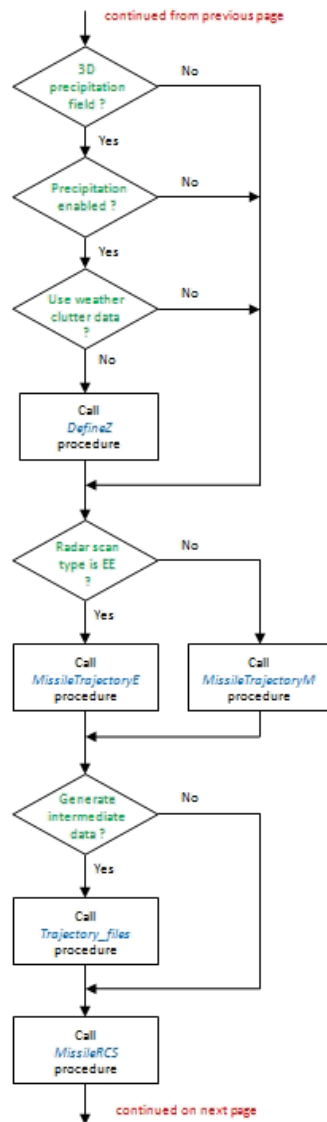 continued from previous page
3D
precipitation
field ?
No
Yes
Precipitation
enabled ?
No
Yes
Use weather
clutter data
?
No
No
Call
DefineZ
procedure
Radar scan
type is EE
?
No
Yes
Call
MissileTrajectoryE
procedure
Call
MissileTrajectoryM
procedure
Generate
intermediate
data ?
No
Yes
Call
Trajectory_files
procedure
Call
MissileRCS
procedure
continued on next page